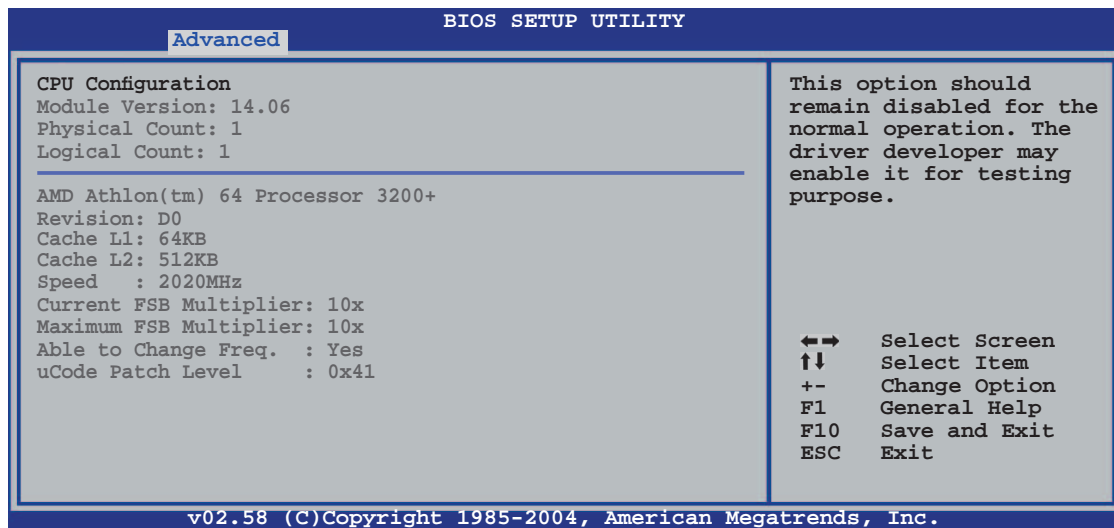 BIOS SETUP UTILITY
Advanced
CPU Configuration
Module Version: 14.06
Physical Count: 1
Logical Count: 1
AMD Athlon(tm) 64 Processor 3200+
Revision: D0
Cache L1: 64KB
Cache L2: 512KB
Speed : 2020MHz
Current FSB Multiplier: 10x
Maximum FSB Multiplier: 10x
Able to Change Freq. : Yes
uCode Patch Level : 0x41
This option should
remain disabled for the
normal operation. The
driver developer may
enable it for testing
purpose.
←→ Select Screen
↑↓ Select Item
+- Change Option
F1 General Help
F10 Save and Exit
ESC Exit
v02.58 (C)Copyright 1985-2004, American Megatrends, Inc.